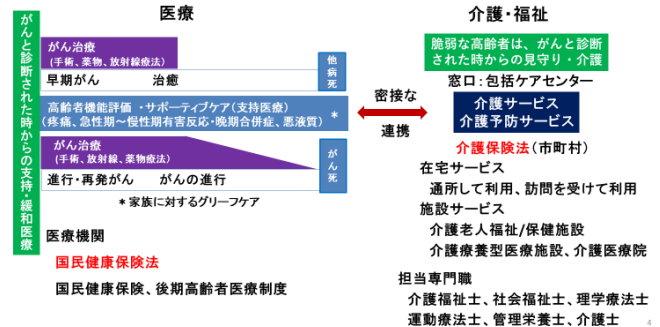 医療
がんと診断された時からの支持・緩和医療
がん治療
(手術、薬物、放射線療法)
早期がん 治癒
他病死
高齢者機能評価 ・サポーティブケア(支持医療)
(疼痛、急性期～慢性期有害反応・晩期合併症、悪液質) *
がん治療
(手術、放射線、薬物療法)
進行・再発がん がんの進行
がん死
*家族に対するグリーフケア
医療機関
国民健康保険法
国民健康保険、後期高齢者医療制度
密接な
連携
介護・福祉
脆弱な高齢者は、がんと診断
された時からの見守り・介護
窓口：包括ケアセンター
介護サービス
介護予防サービス
介護保険法(市町村)
在宅サービス
通所して利用、訪問を受けて利用
施設サービス
介護老人福祉/保健施設
介護療養型医療施設、介護医療院
担当専門職
介護福祉士、社会福祉士、理学療法士
運動療法士、管理栄養士、介護士
4